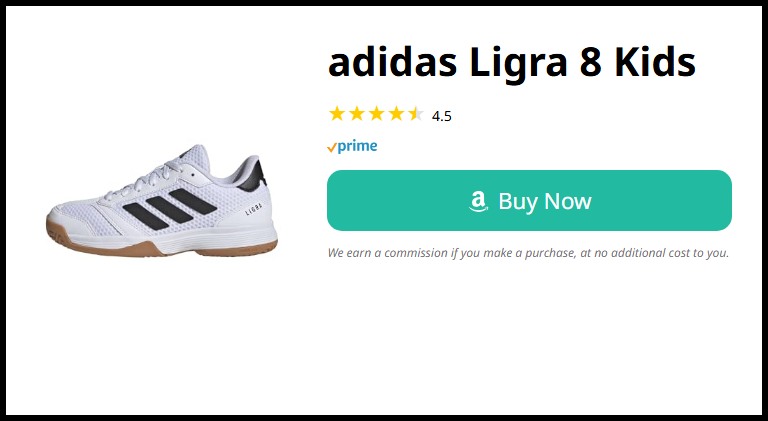 adidas Ligra 8 Kids
4.5
prime
Buy Now
We earn a commission if you make a purchase, at no additional cost to you.
LIGRA